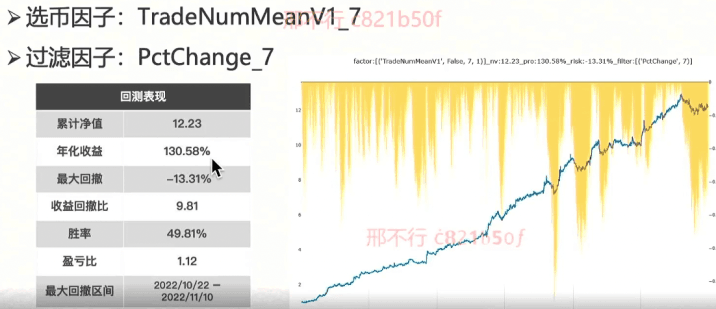 ➢选币因子：TradeNumMeanV1_7
邢不行 c821b50f
➢过滤因子：PctChange_7
factor:[('TradeNumMeanV1', False, 7, 1)]_nv:12.23_pro:130.58%_risk:-13.31%_filter:[('PctChange', 7)]
回测表现
累计净值 12.23
年化收益 130.58%
最大回撤 -13.31%
收益回撤比 9.81
胜率 49.81%
盈亏比 1.12
最大回撤区间 2022/10/22 –
2022/11/10
12
10
8
6
4
2
0
邢不行 c821b50f